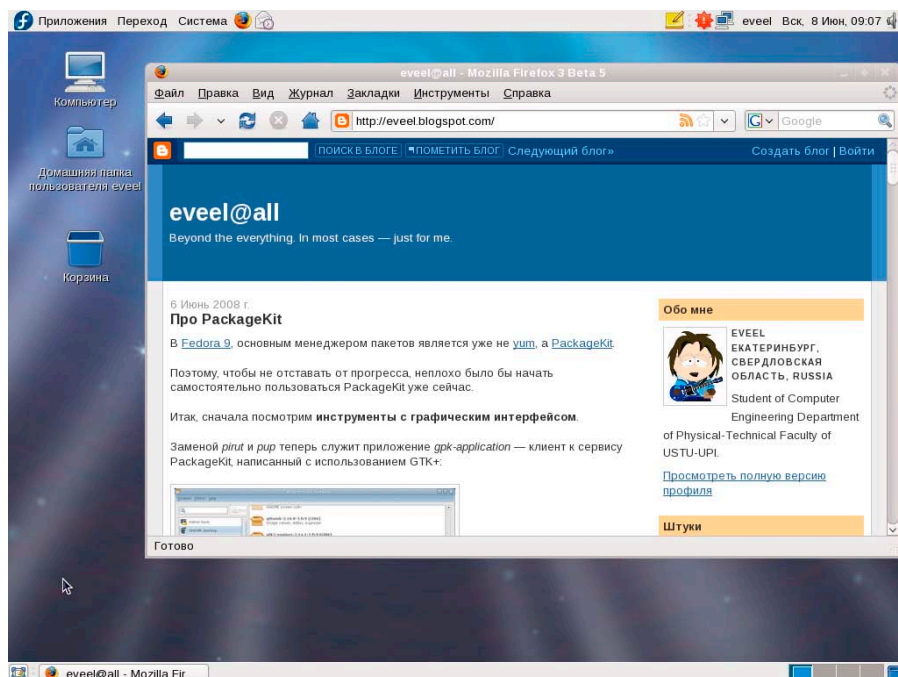 Приложения Переход Система eveel Вск, 8 Июн, 09:07
Компьютер
Домашняя папка
пользователя eveel
Корзина
eveel@all - Mozilla Firefox 3 Beta 5
Файл Правка Вид Журнал Закладки Инструменты Справка
http://eveel.blogspot.com/ Google
ПОИСК В БЛОГЕ ПОМЕТИТЬ БЛОГ Следующий блог» Создать блог | Войти
eveel@all
Beyond the everything. In most cases — just for me.
6 Июнь 2008 г.
Про PackageKit
В Fedora 9, основным менеджером пакетов является уже не yum, а PackageKit.
Поэтому, чтобы не отставать от прогресса, неплохо было бы начать
самостоятельно пользоваться PackageKit уже сейчас.
Итак, сначала посмотрим инструменты с графическим интерфейсом.
Заменой pirut и pup теперь служит приложение gpk-application — клиент к сервису
PackageKit, написанный с использованием GTK+:
Обо мне
EVEEL
ЕКАТЕРИНБУРГ,
СВЕРДЛОВСКАЯ
ОБЛАСТЬ, RUSSIA
Student of Computer
Engineering Department
of Physical-Technical Faculty of
USTU-UPI.
Просмотреть полную версию
профиля
Штуки
Готово
eveel@all - Mozilla Fir